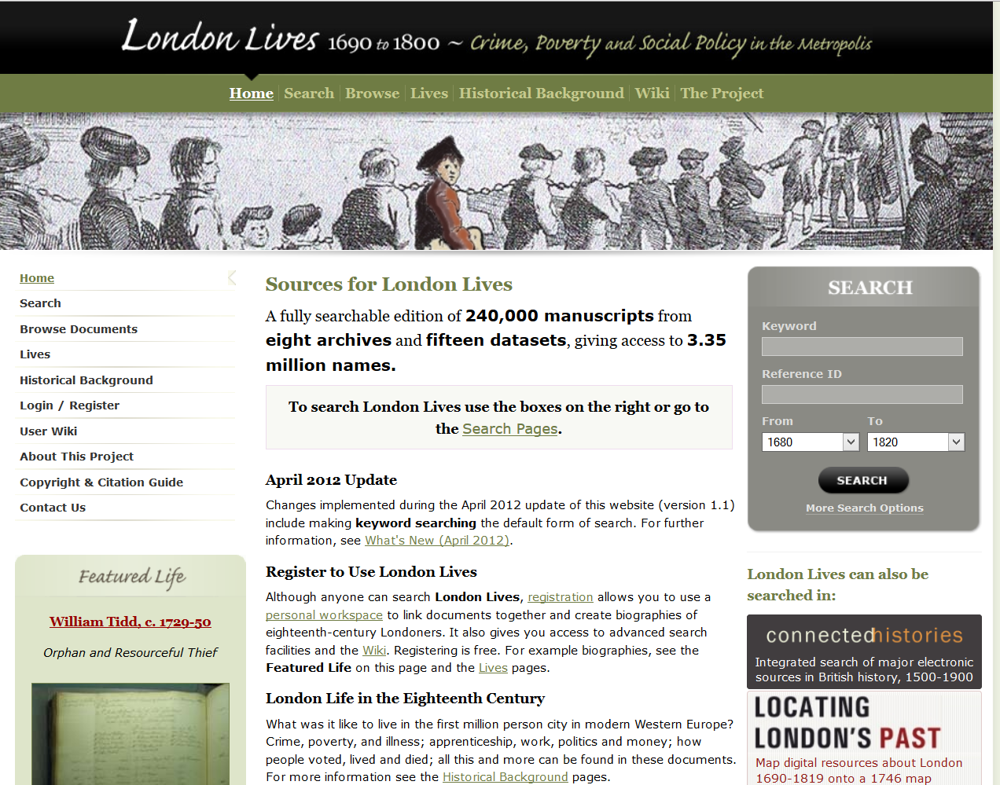 London Lives 1690 to 1800 ~ Crime, Poverty and Social Policy in the Metropolis
Home Search Browse Lives Historical Background Wiki The Project
Home
Search
Browse Documents
Lives
Historical Background
Login / Register
User Wiki
About This Project
Copyright & Citation Guide
Contact Us
Featured Life
William Tidd, c. 1729-50
Orphan and Resourceful Thief
Sources for London Lives
A fully searchable edition of 240,000 manuscripts from
eight archives and fifteen datasets, giving access to 3.35
million names.
To search London Lives use the boxes on the right or go to
the Search Pages.
April 2012 Update
Changes implemented during the April 2012 update of this website (version 1.1)
include making keyword searching the default form of search. For further
information, see What's New (April 2012).
Register to Use London Lives
Although anyone can search London Lives, registration allows you to use a
personal workspace to link documents together and create biographies of
eighteenth-century Londoners. It also gives you access to advanced search
facilities and the Wiki. Registering is free. For example biographies, see the
Featured Life on this page and the Lives pages.
London Life in the Eighteenth Century
What was it like to live in the first million person city in modern Western Europe?
Crime, poverty, and illness; apprenticeship, work, politics and money; how
people voted, lived and died; all this and more can be found in these documents.
For more information see the Historical Background pages.
SEARCH
Keyword
Reference ID
From To
1680 1820
SEARCH
More Search Options
London Lives can also be
searched in:
connectedhistories
Integrated search of major electronic
sources in British history, 1500-1900
LOCATING
LONDON'S PAST
Map digital resources about London
1690-1819 onto a 1746 map